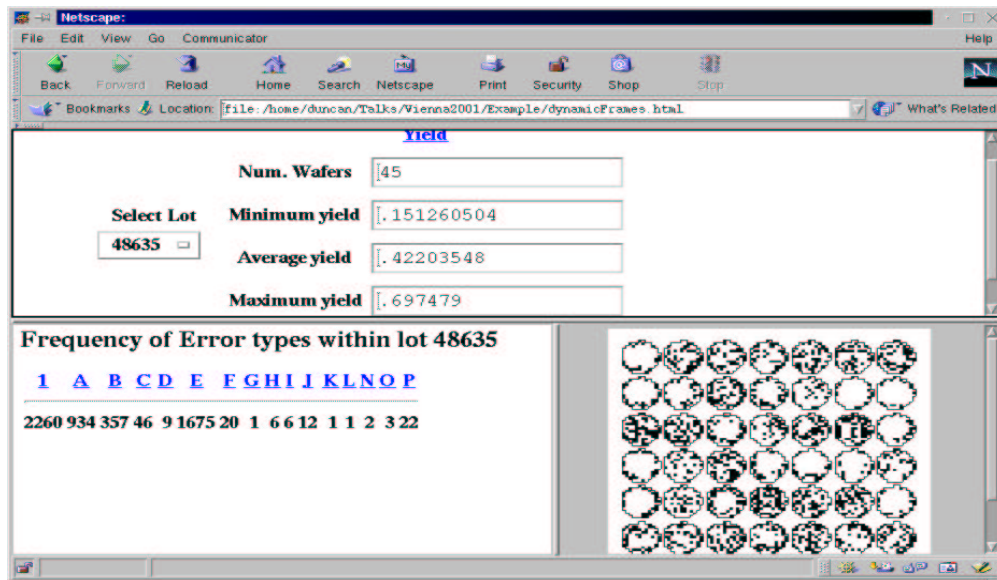 Netscape:
File Edit View Go Communicator Help
Back Forward Reload Home Search Netscape Print Security Shop Stop
My
N
Bookmarks Location: file:/home/duncan/Talks/Vienna2001/Example/dynamicFrames.html What's Related
Yield
Num. Wafers 45
Select Lot
Minimum yield .151260504
48635
Average yield .42203548
Maximum yield .697479
Frequency of Error types within lot 48635
1 A B C D E F G H I J K L N O P
2260 934 357 46 9 1675 20 1 6 6 12 1 1 2 3 22